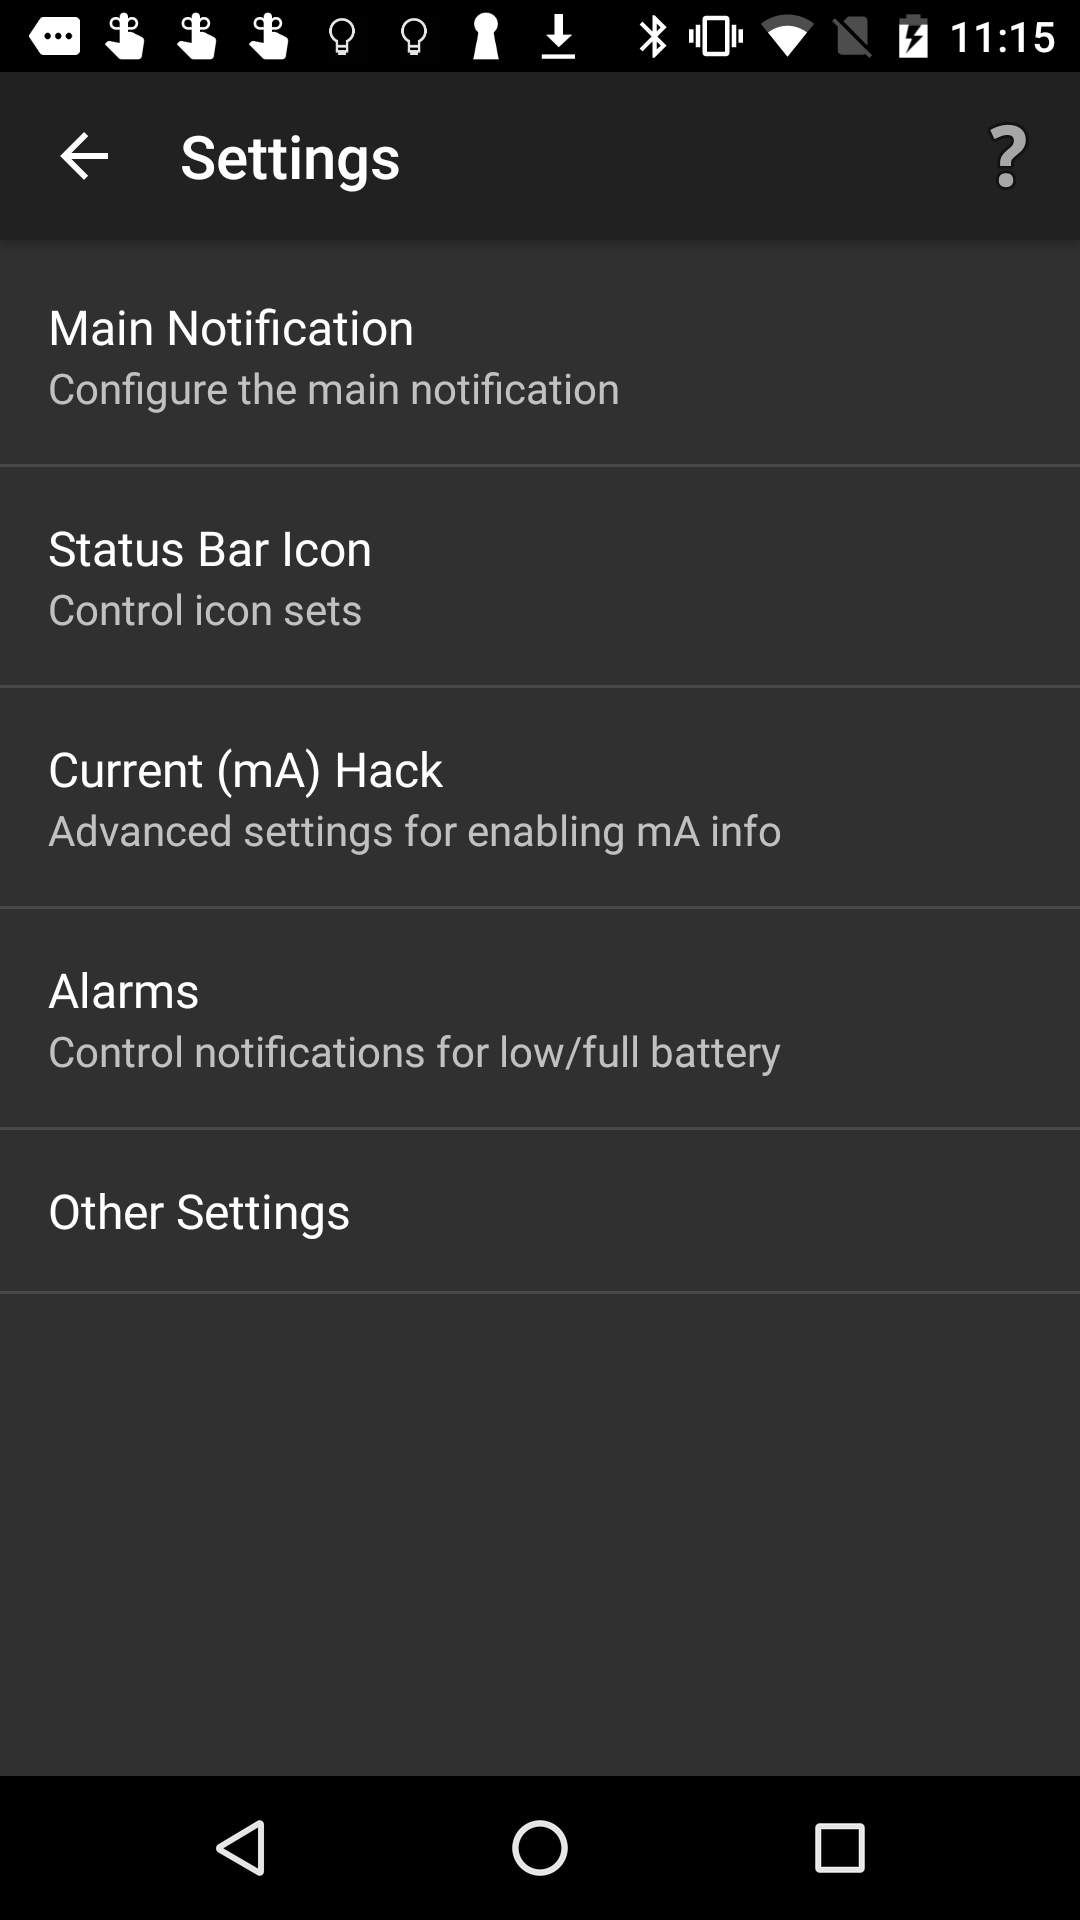 11:15
Settings
?
Main Notification
Configure the main notification
Status Bar Icon
Control icon sets
Current (mA) Hack
Advanced settings for enabling mA info
Alarms
Control notifications for low/full battery
Other Settings